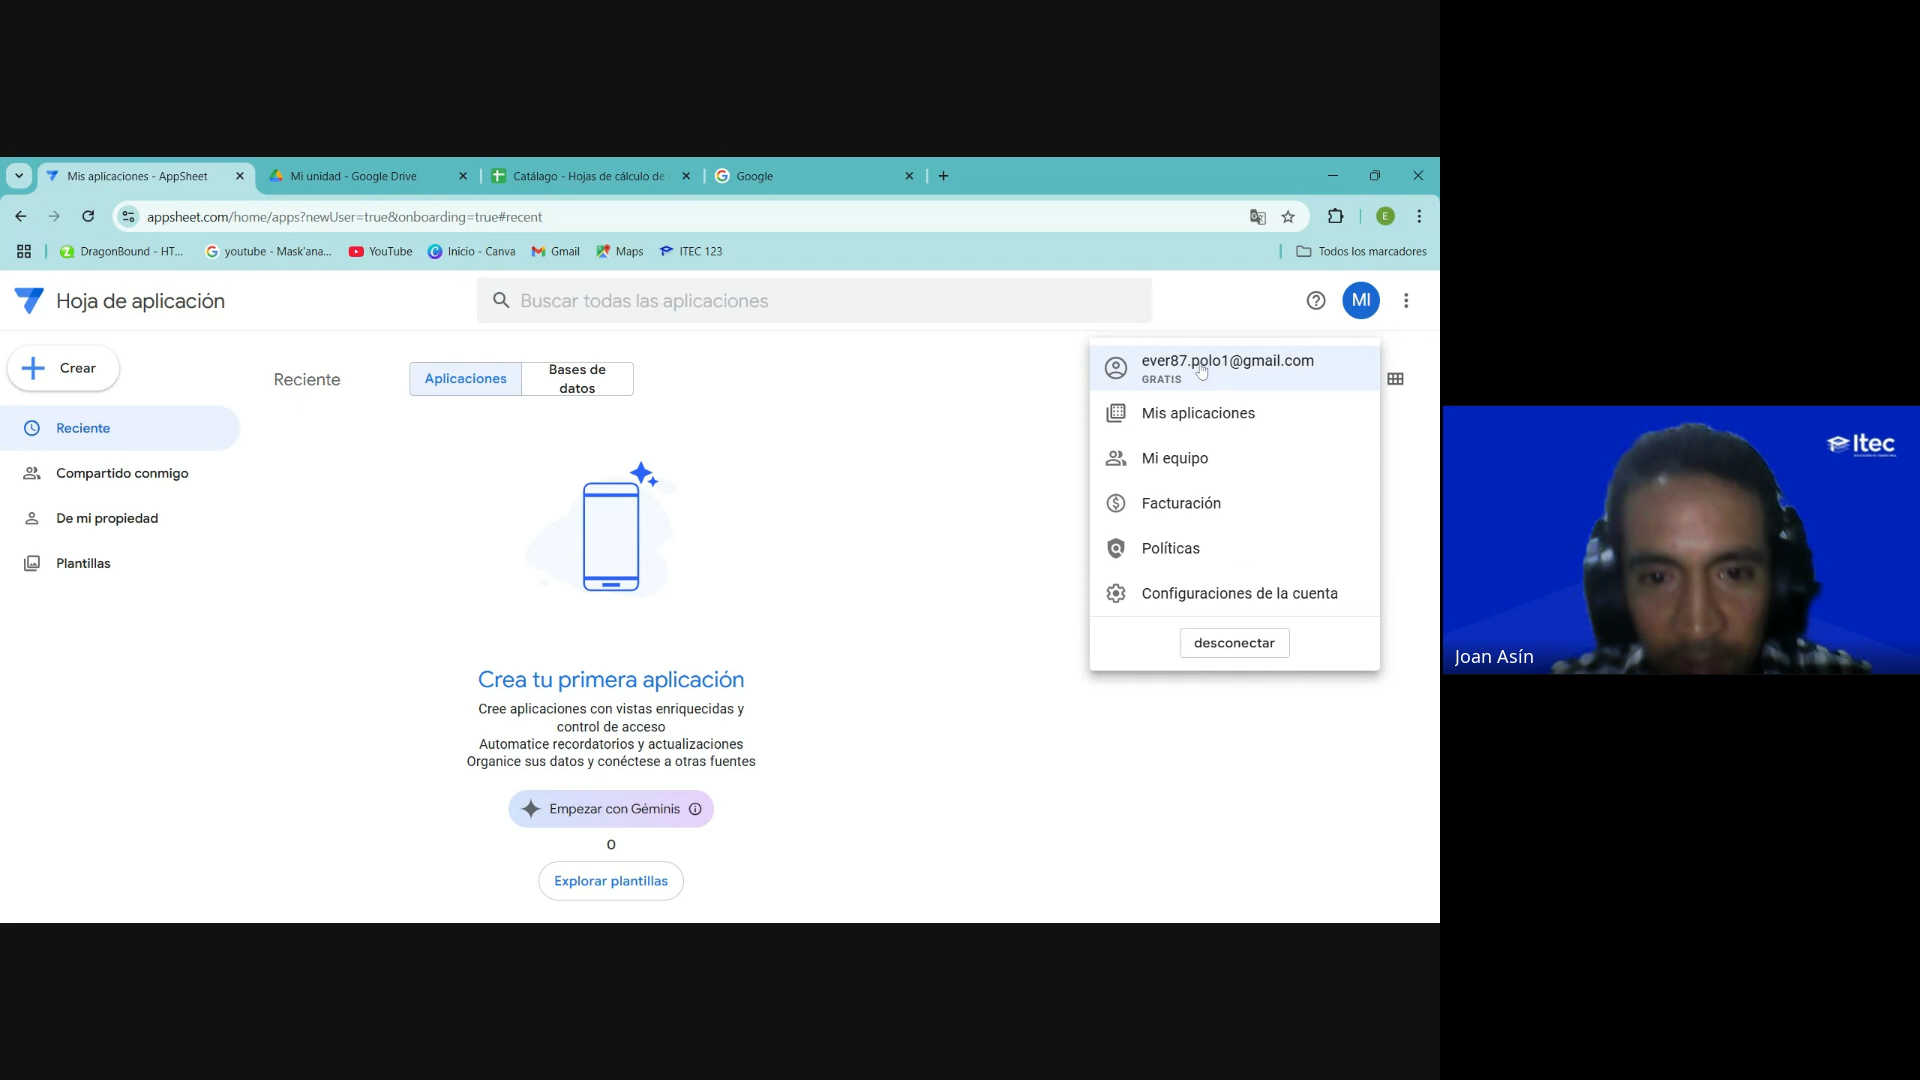 Mis aplicaciones - AppSheet
Mi unidad - Google Drive
Catálago - Hojas de cálculo de
Google
appsheet.com/home/apps?newUser=true&onboarding=true#recent
E
DragonBound - HT...
youtube - Mask'ana...
YouTube
Inicio - Canva
Gmail
Maps
ITEC 123
Todos los marcadores
Hoja de aplicación
Buscar todas las aplicaciones
MI
Crear
Reciente
Compartido conmigo
De mi propiedad
Plantillas
Reciente
Aplicaciones
Bases de
datos
Crea tu primera aplicación
Cree aplicaciones con vistas enriquecidas y
control de acceso
Automatice recordatorios y actualizaciones
Organice sus datos y conéctese a otras fuentes
Empezar con Géminis
O
Explorar plantillas
ever87.polo1@gmail.com
GRATIS
Mis aplicaciones
Mi equipo
Facturación
Políticas
Configuraciones de la cuenta
desconectar
Itec
Joan Asín